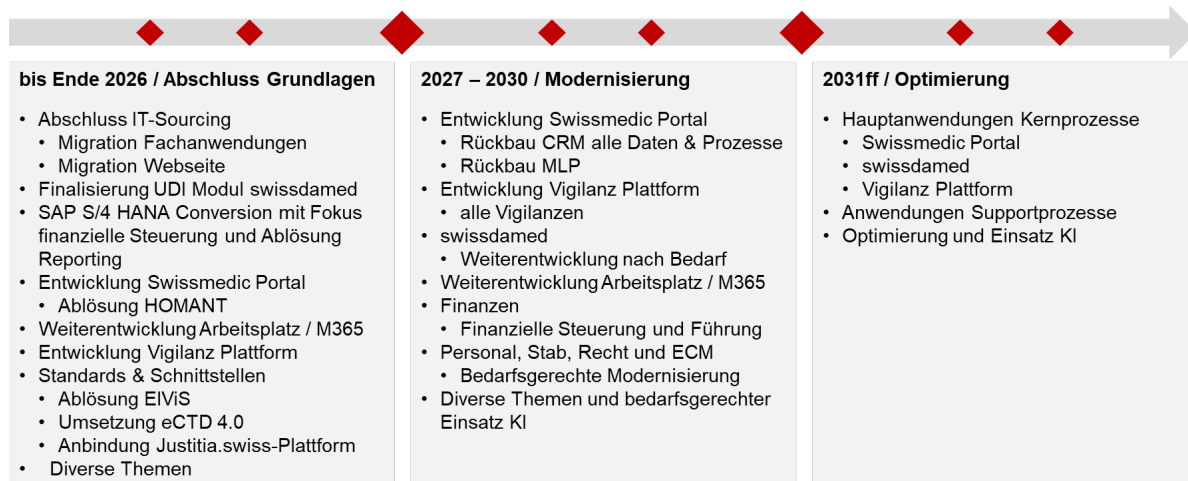 bis Ende 2026 / Abschluss Grundlagen
• Abschluss IT-Sourcing
• Migration Fachanwendungen
• Migration Webseite
• Finalisierung UDI Modul swissdamed
• SAP S/4 HANA Conversion mit Fokus
finanzielle Steuerung und Ablösung
Reporting
• Entwicklung Swissmedic Portal
• Ablösung HOMANT
• Weiterentwicklung Arbeitsplatz / M365
• Entwicklung Vigilanz Plattform
• Standards & Schnittstellen
• Ablösung ElViS
• Umsetzung eCTD 4.0
• Anbindung Justitia.swiss-Plattform
• Diverse Themen
2027 – 2030 / Modernisierung
• Entwicklung Swissmedic Portal
• Rückbau CRM alle Daten & Prozesse
• Rückbau MLP
• Entwicklung Vigilanz Plattform
• alle Vigilanzen
• swissdamed
• Weiterentwicklung nach Bedarf
• Weiterentwicklung Arbeitsplatz / M365
• Finanzen
• Finanzielle Steuerung und Führung
• Personal, Stab, Recht und ECM
• Bedarfsgerechte Modernisierung
• Diverse Themen und bedarfsgerechter
Einsatz KI
2031ff / Optimierung
• Hauptanwendungen Kernprozesse
• Swissmedic Portal
• swissdamed
• Vigilanz Plattform
• Anwendungen Supportprozesse
• Optimierung und Einsatz KI